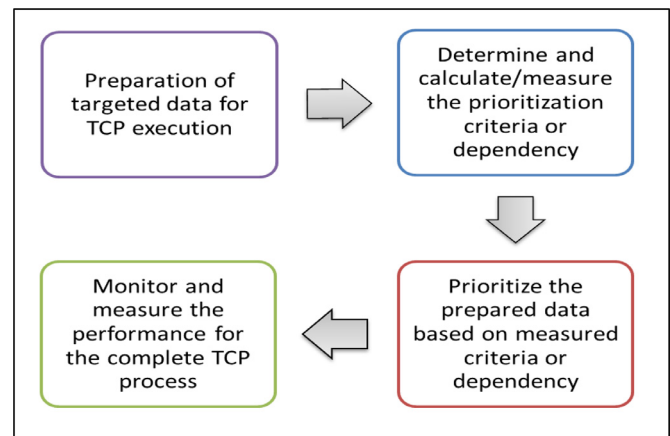 Preparation of
targeted data for
TCP execution
Determine and
calculate/measure
the prioritization
criteria or
dependency
Prioritize the
prepared data
based on measured
criteria or
dependency
Monitor and
measure the
performance for
the complete TCP
process